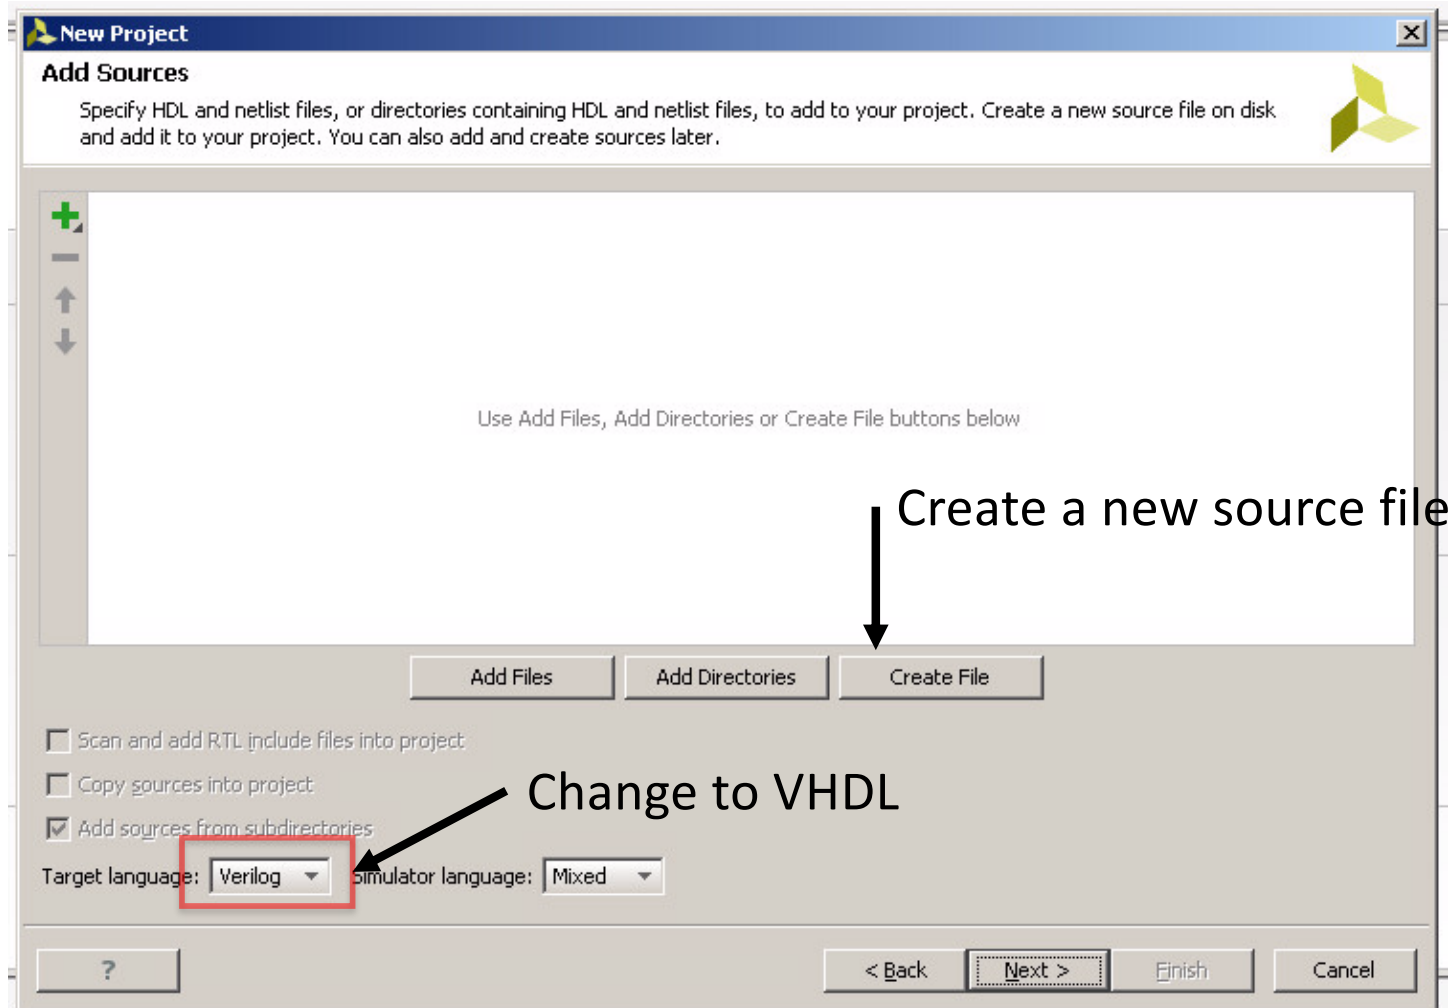 New Project
Add Sources
Specify HDL and netlist files, or directories containing HDL and netlist files, to add to your project. Create a new source file on disk
and add it to your project. You can also add and create sources later.
Use Add Files, Add Directories or Create File buttons below
Create a new source file
Add Files Add Directories Create File
Scan and add RTL include files into project
Copy sources into project
Change to VHDL
Add sources from subdirectories
Target language: Verilog Simulator language: Mixed
? < Back Next > Finish Cancel